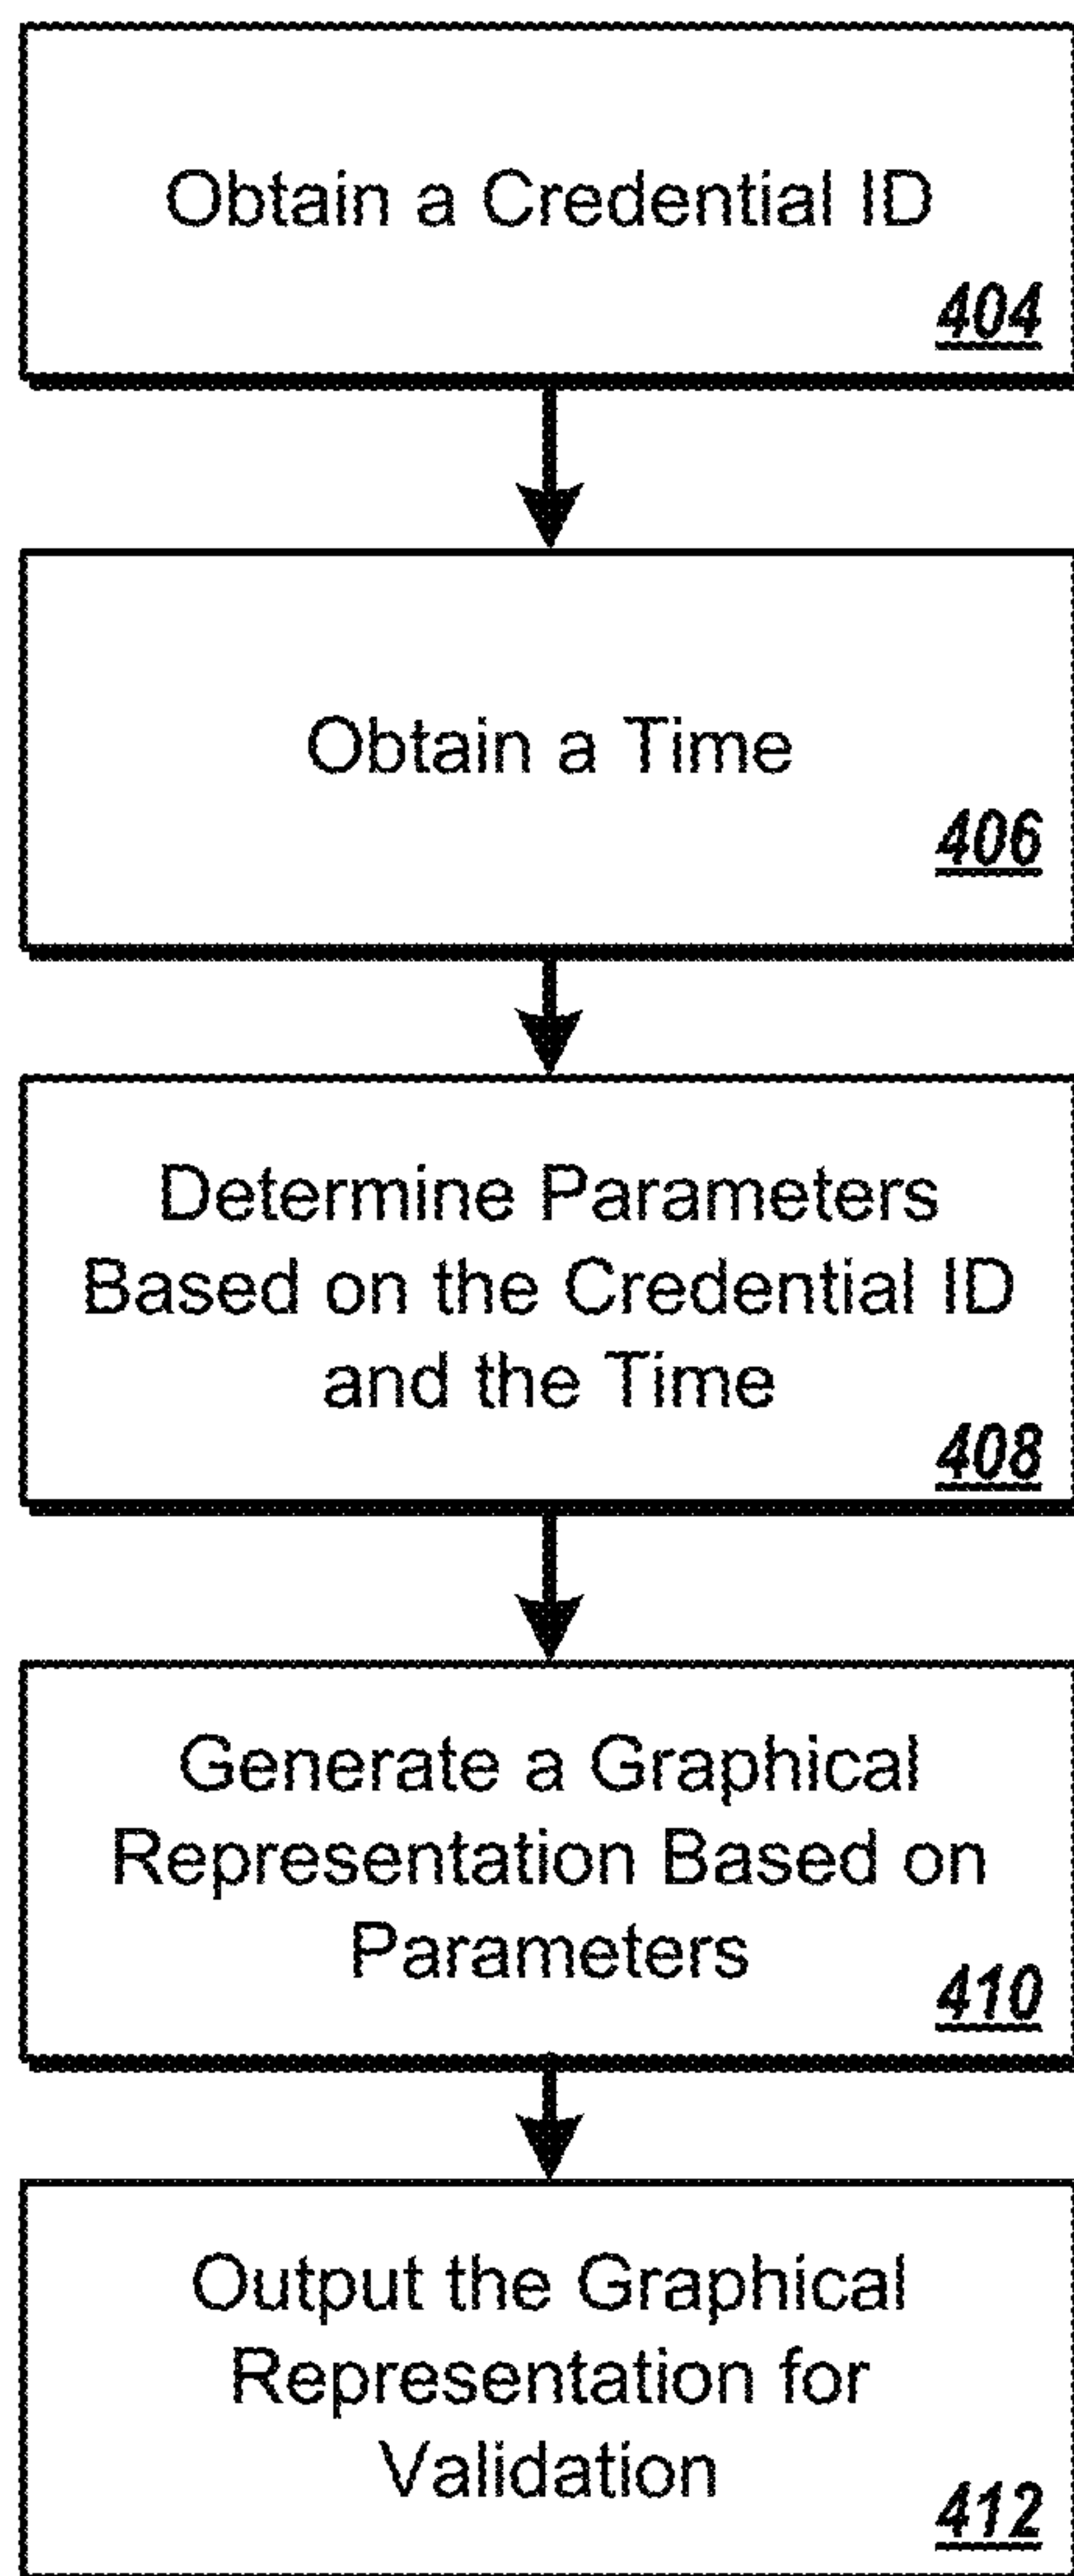 Obtain a Credential ID
404
Obtain a Time
406
Determine Parameters
Based on the Credential ID
and the Time
408
Generate a Graphical
Representation Based on
Parameters
410
Output the Graphical
Representation for
Validation
412